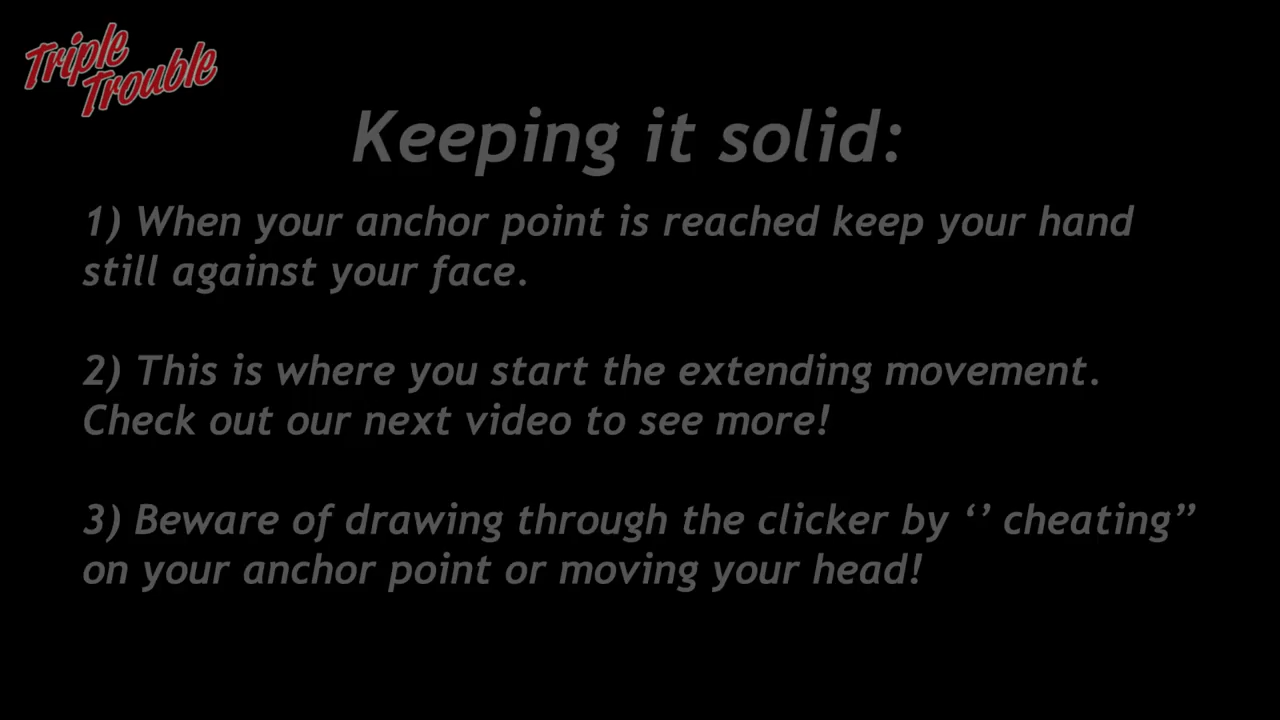 Triple
Trouble
Keeping it solid:
1) When your anchor point is reached keep your hand
still against your face.
2) This is where you start the extending movement.
Check out our next video to see more!
3) Beware of drawing through the clicker by ‘’ cheating’’
on your anchor point or moving your head!